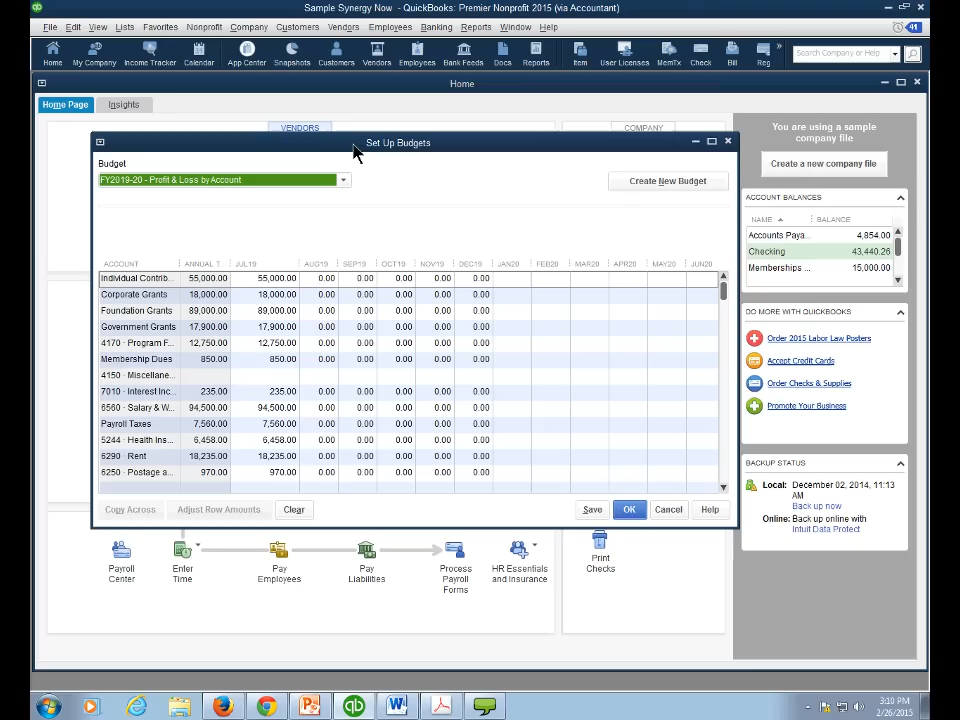 Sample Synergy Now - QuickBooks: Premier Nonprofit 2015 (via Accountant)
File Edit View Lists Favorites Nonprofit Company Customers Vendors Employees Banking Reports Window Help
41
Home My Company Income Tracker Calendar App Center Snapshots Customers Vendors Employees Bank Feeds Docs Reports Item User Licenses MemTx Check Bill Reg »
Search Company or Help
Home
Home Page Insights
VENDORS
COMPANY
You are using a sample
company file
Create a new company file
Set Up Budgets
Budget
FY2019-20 - Profit & Loss by Account
Create New Budget
ACCOUNT ANNUAL T JUL19 AUG19 SEP19 OCT19 NOV19 DEC19 JAN20 FEB20 MAR20 APR20 MAY20 JUN20
Individual Contrib... 55,000.00 55,000.00 0.00 0.00 0.00 0.00 0.00
Corporate Grants 18,000.00 18,000.00 0.00 0.00 0.00 0.00 0.00
Foundation Grants 89,000.00 89,000.00 0.00 0.00 0.00 0.00 0.00
Government Grants 17,900.00 17,900.00 0.00 0.00 0.00 0.00 0.00
4170 · Program F... 12,750.00 12,750.00 0.00 0.00 0.00 0.00 0.00
Membership Dues 850.00 850.00 0.00 0.00 0.00 0.00 0.00
4150 · Miscellane...
7010 · Interest Inc... 235.00 235.00 0.00 0.00 0.00 0.00 0.00
6560 · Salary & W... 94,500.00 94,500.00 0.00 0.00 0.00 0.00 0.00
Payroll Taxes 7,560.00 7,560.00 0.00 0.00 0.00 0.00 0.00
5244 · Health Ins... 6,458.00 6,458.00 0.00 0.00 0.00 0.00 0.00
6290 · Rent 18,235.00 18,235.00 0.00 0.00 0.00 0.00 0.00
6250 · Postage a... 970.00 970.00 0.00 0.00 0.00 0.00 0.00
Copy Across Adjust Row Amounts Clear Save OK Cancel Help
ACCOUNT BALANCES
NAME BALANCE
Accounts Paya... 4,854.00
Checking 43,440.26
Memberships ... 15,000.00
DO MORE WITH QUICKBOOKS
Order 2015 Labor Law Posters
Accept Credit Cards
Order Checks & Supplies
Promote Your Business
BACKUP STATUS
Local: December 02, 2014, 11:13
AM
Back up now
Online: Back up online with
Intuit Data Protect
Payroll
Center
Enter
Time
Pay
Employees
Pay
Liabilities
Process
Payroll
Forms
HR Essentials
and Insurance
Print
Checks
3:10 PM
2/26/2015